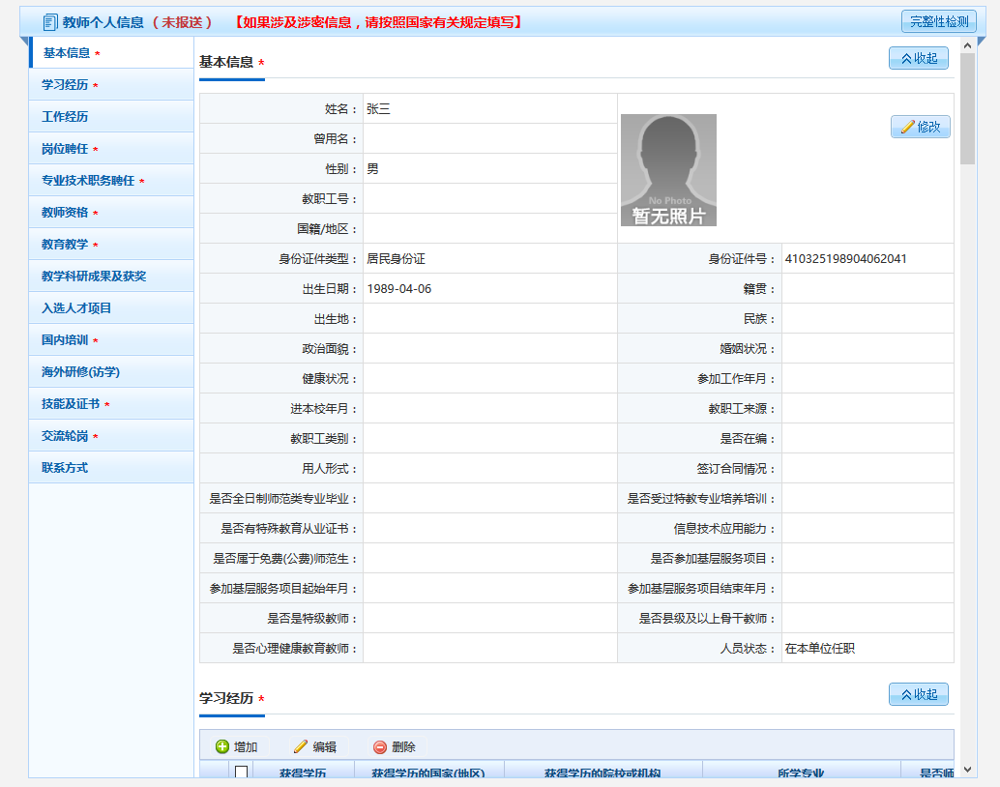 教师个人信息（未报送） 【如果涉及涉密信息，请按照国家有关规定填写】 完整性检测
基本信息 *
学习经历 *
工作经历
岗位聘任 *
专业技术职务聘任 *
教师资格 *
教育教学 *
教学科研成果及获奖
入选人才项目
国内培训 *
海外研修(访学)
技能及证书 *
交流轮岗 *
联系方式
基本信息 * 收起
姓名： 张三
曾用名： 修改
性别： 男
教职工号：
国籍/地区：
No Photo
暂无照片
身份证件类型： 居民身份证 身份证件号： 410325198904062041
出生日期： 1989-04-06 籍贯：
出生地： 民族：
政治面貌： 婚姻状况：
健康状况： 参加工作年月：
进本校年月： 教职工来源：
教职工类别： 是否在编：
用人形式： 签订合同情况：
是否全日制师范类专业毕业： 是否受过特教专业培养培训：
是否有特殊教育从业证书： 信息技术应用能力：
是否属于免费(公费)师范生： 是否参加基层服务项目：
参加基层服务项目起始年月： 参加基层服务项目结束年月：
是否是特级教师： 是否县级及以上骨干教师：
是否心理健康教育教师： 人员状态： 在本单位任职
学习经历 * 收起
增加 编辑 删除
获得学历 获得学历的国家(地区) 获得学历的院校或机构 所学专业 是否师